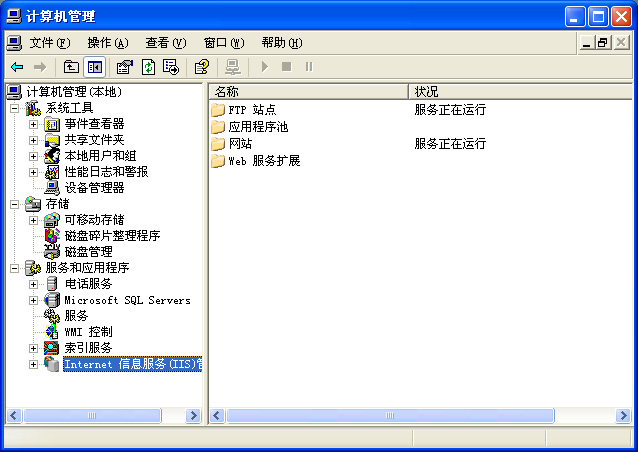 计算机管理
文件(F) 操作(A) 查看(V) 窗口(W) 帮助(H)
计算机管理(本地)
系统工具
事件查看器
共享文件夹
本地用户和组
性能日志和警报
设备管理器
存储
可移动存储
磁盘碎片整理程序
磁盘管理
服务和应用程序
电话服务
Microsoft SQL Servers
服务
WMI 控制
索引服务
Internet 信息服务(IIS)
名称 状况
FTP 站点 服务正在运行
应用程序池
网站 服务正在运行
Web 服务扩展